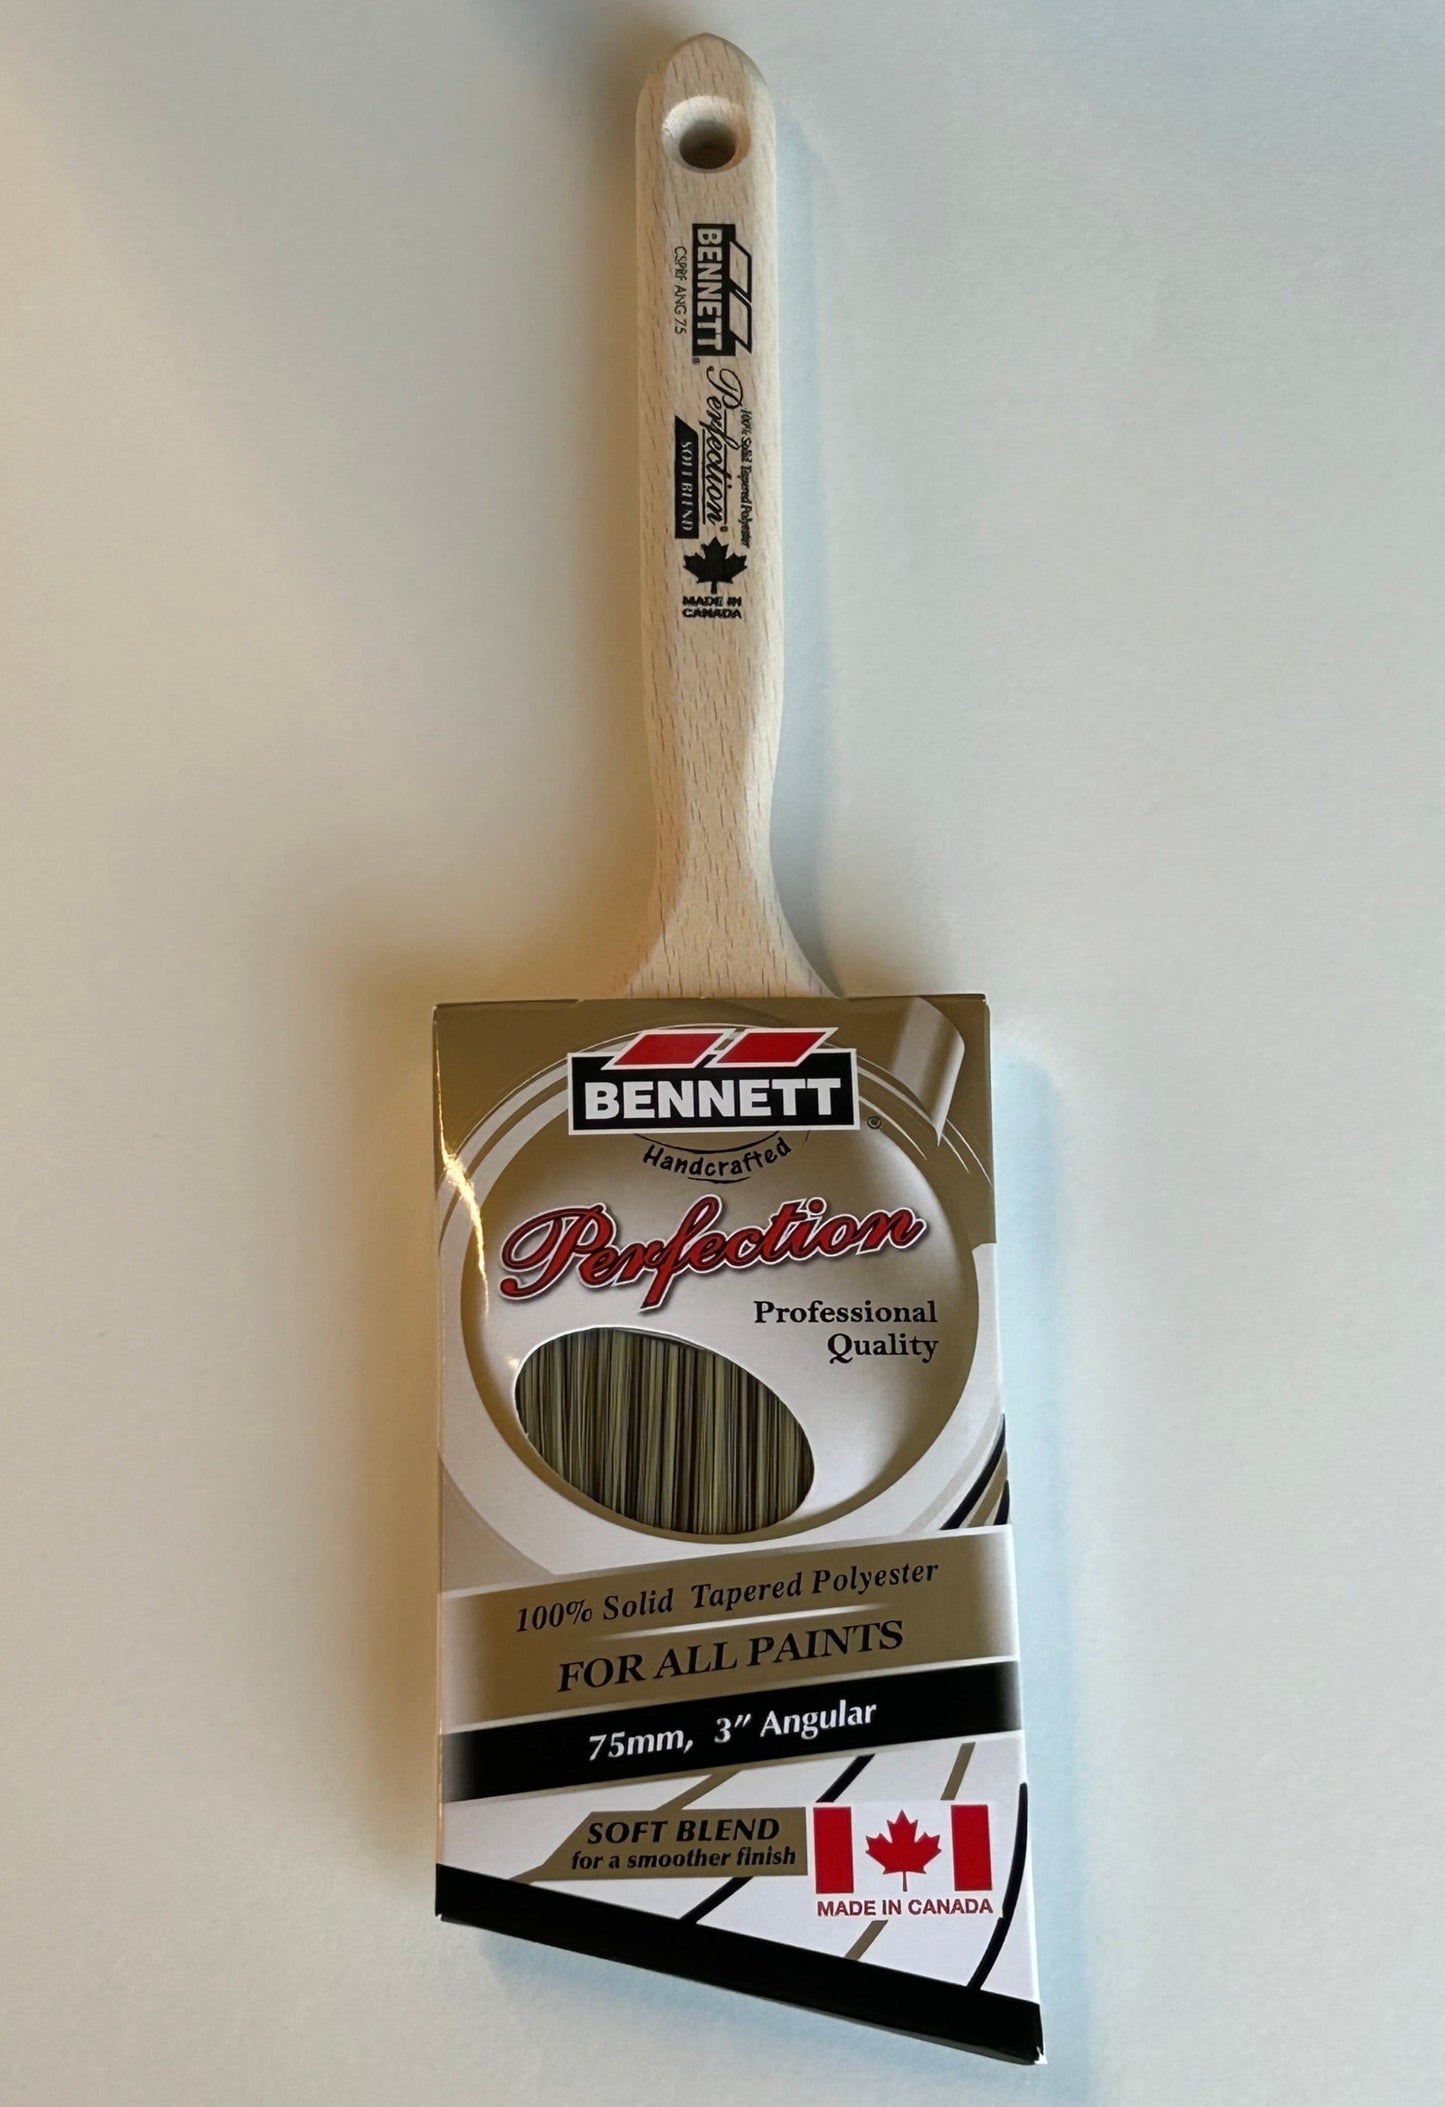 BENNETT
CSPRF ANG 75
100% Solid Tapered Polyester
Perfection
SOFT BLEND
MADE IN
CANADA
BENNETT
Handcrafted
Perfection
Professional
Quality
100% Solid Tapered Polyester
FOR ALL PAINTS
75mm, 3" Angular
SOFT BLEND
for a smoother finish
MADE IN CANADA